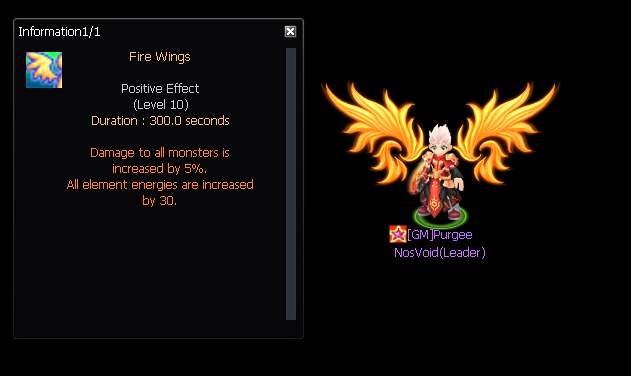 Information1/1
Fire Wings
Positive Effect
(Level 10)
Duration : 300.0 seconds
Damage to all monsters is
increased by 5%.
All element energies are increased
by 30.
[GM]Purgee
NosVoid(Leader)